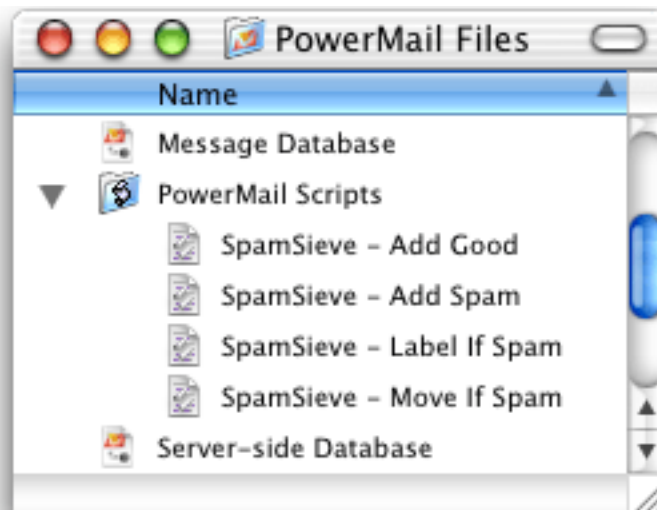 PowerMail Files
Name
Message Database
PowerMail Scripts
SpamSieve – Add Good
SpamSieve – Add Spam
SpamSieve – Label If Spam
SpamSieve – Move If Spam
Server-side Database